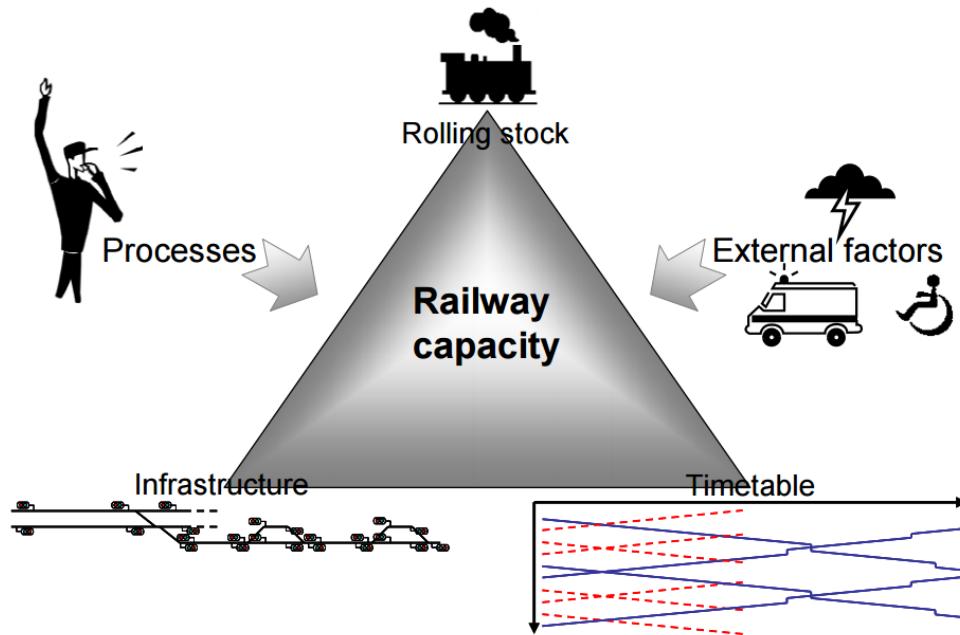 Rolling stock
Processes
External factors
Railway
capacity
Infrastructure
Timetable